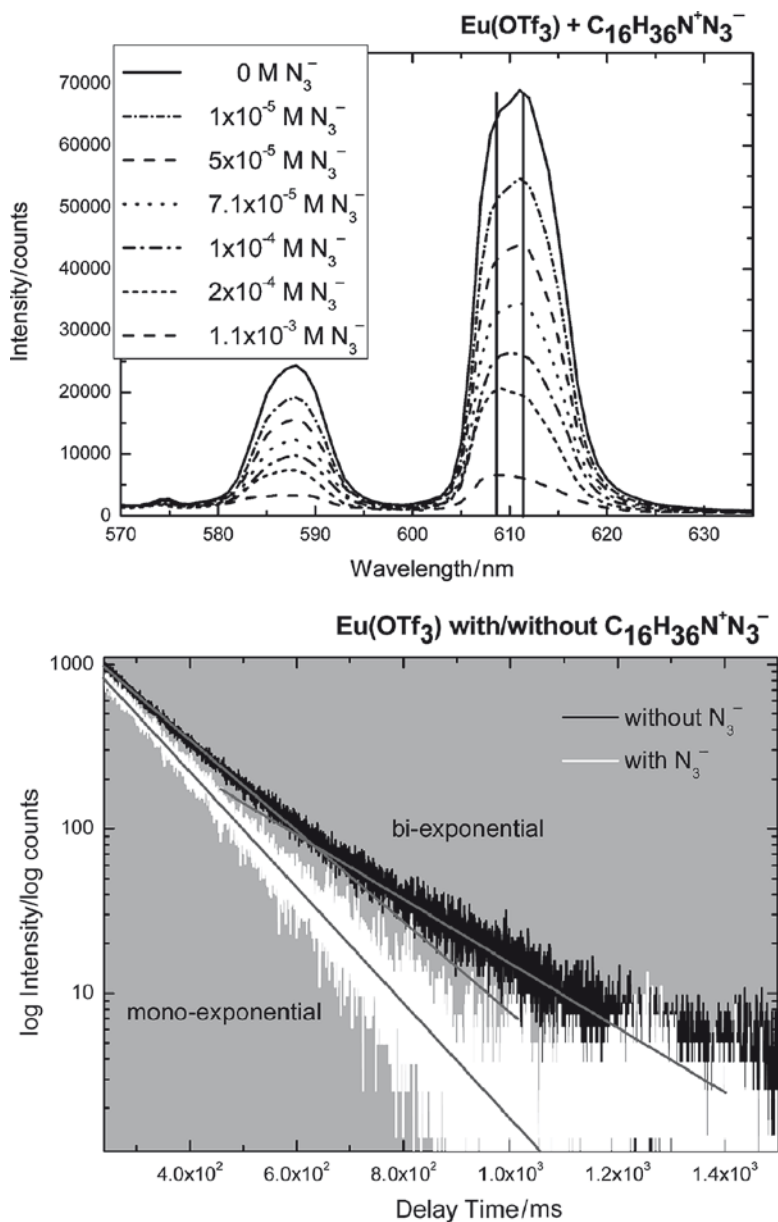 Eu(OTf₃) + C₁₆H₃₆N⁺N₃⁻
0 M N₃⁻
1x10⁻⁵ M N₃⁻
5x10⁻⁵ M N₃⁻
7.1x10⁻⁵ M N₃⁻
1x10⁻⁴ M N₃⁻
2x10⁻⁴ M N₃⁻
1.1x10⁻³ M N₃⁻
Intensity/counts
70000
60000
50000
40000
30000
20000
10000
0
570 580 590 600 610 620 630
Wavelength/nm
Eu(OTf₃) with/without C₁₆H₃₆N⁺N₃⁻
without N₃⁻
with N₃⁻
bi-exponential
mono-exponential
log Intensity/log counts
1000
100
10
4.0x10² 6.0x10² 8.0x10² 1.0x10³ 1.2x10³ 1.4x10³
Delay Time/ms